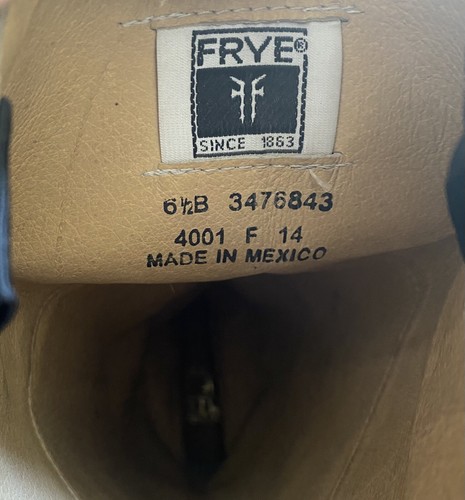 FRYE®
SINCE 1863
6½B 3476843
4001 F 14
MADE IN MEXICO